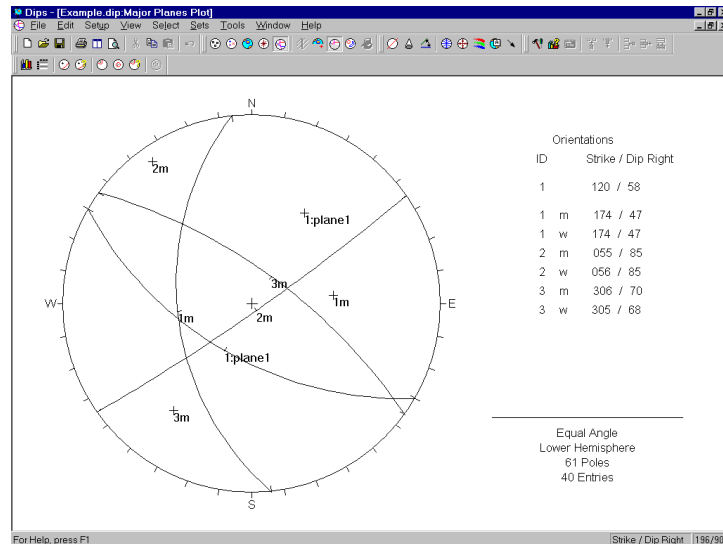 Dips - [Example.dip:Major Planes Plot]
File Edit Setup View Select Sets Tools Window Help
N
2m
1:plane1
3m
W
1m
E
1m
2m
1:plane1
3m
S
Orientations
ID Strike / Dip Right
1 120 / 58
1 m 174 / 47
1 w 174 / 47
2 m 055 / 85
2 w 056 / 85
3 m 306 / 70
3 w 305 / 68
Equal Angle
Lower Hemisphere
61 Poles
40 Entries
For Help, press F1
Strike / Dip Right 196/90